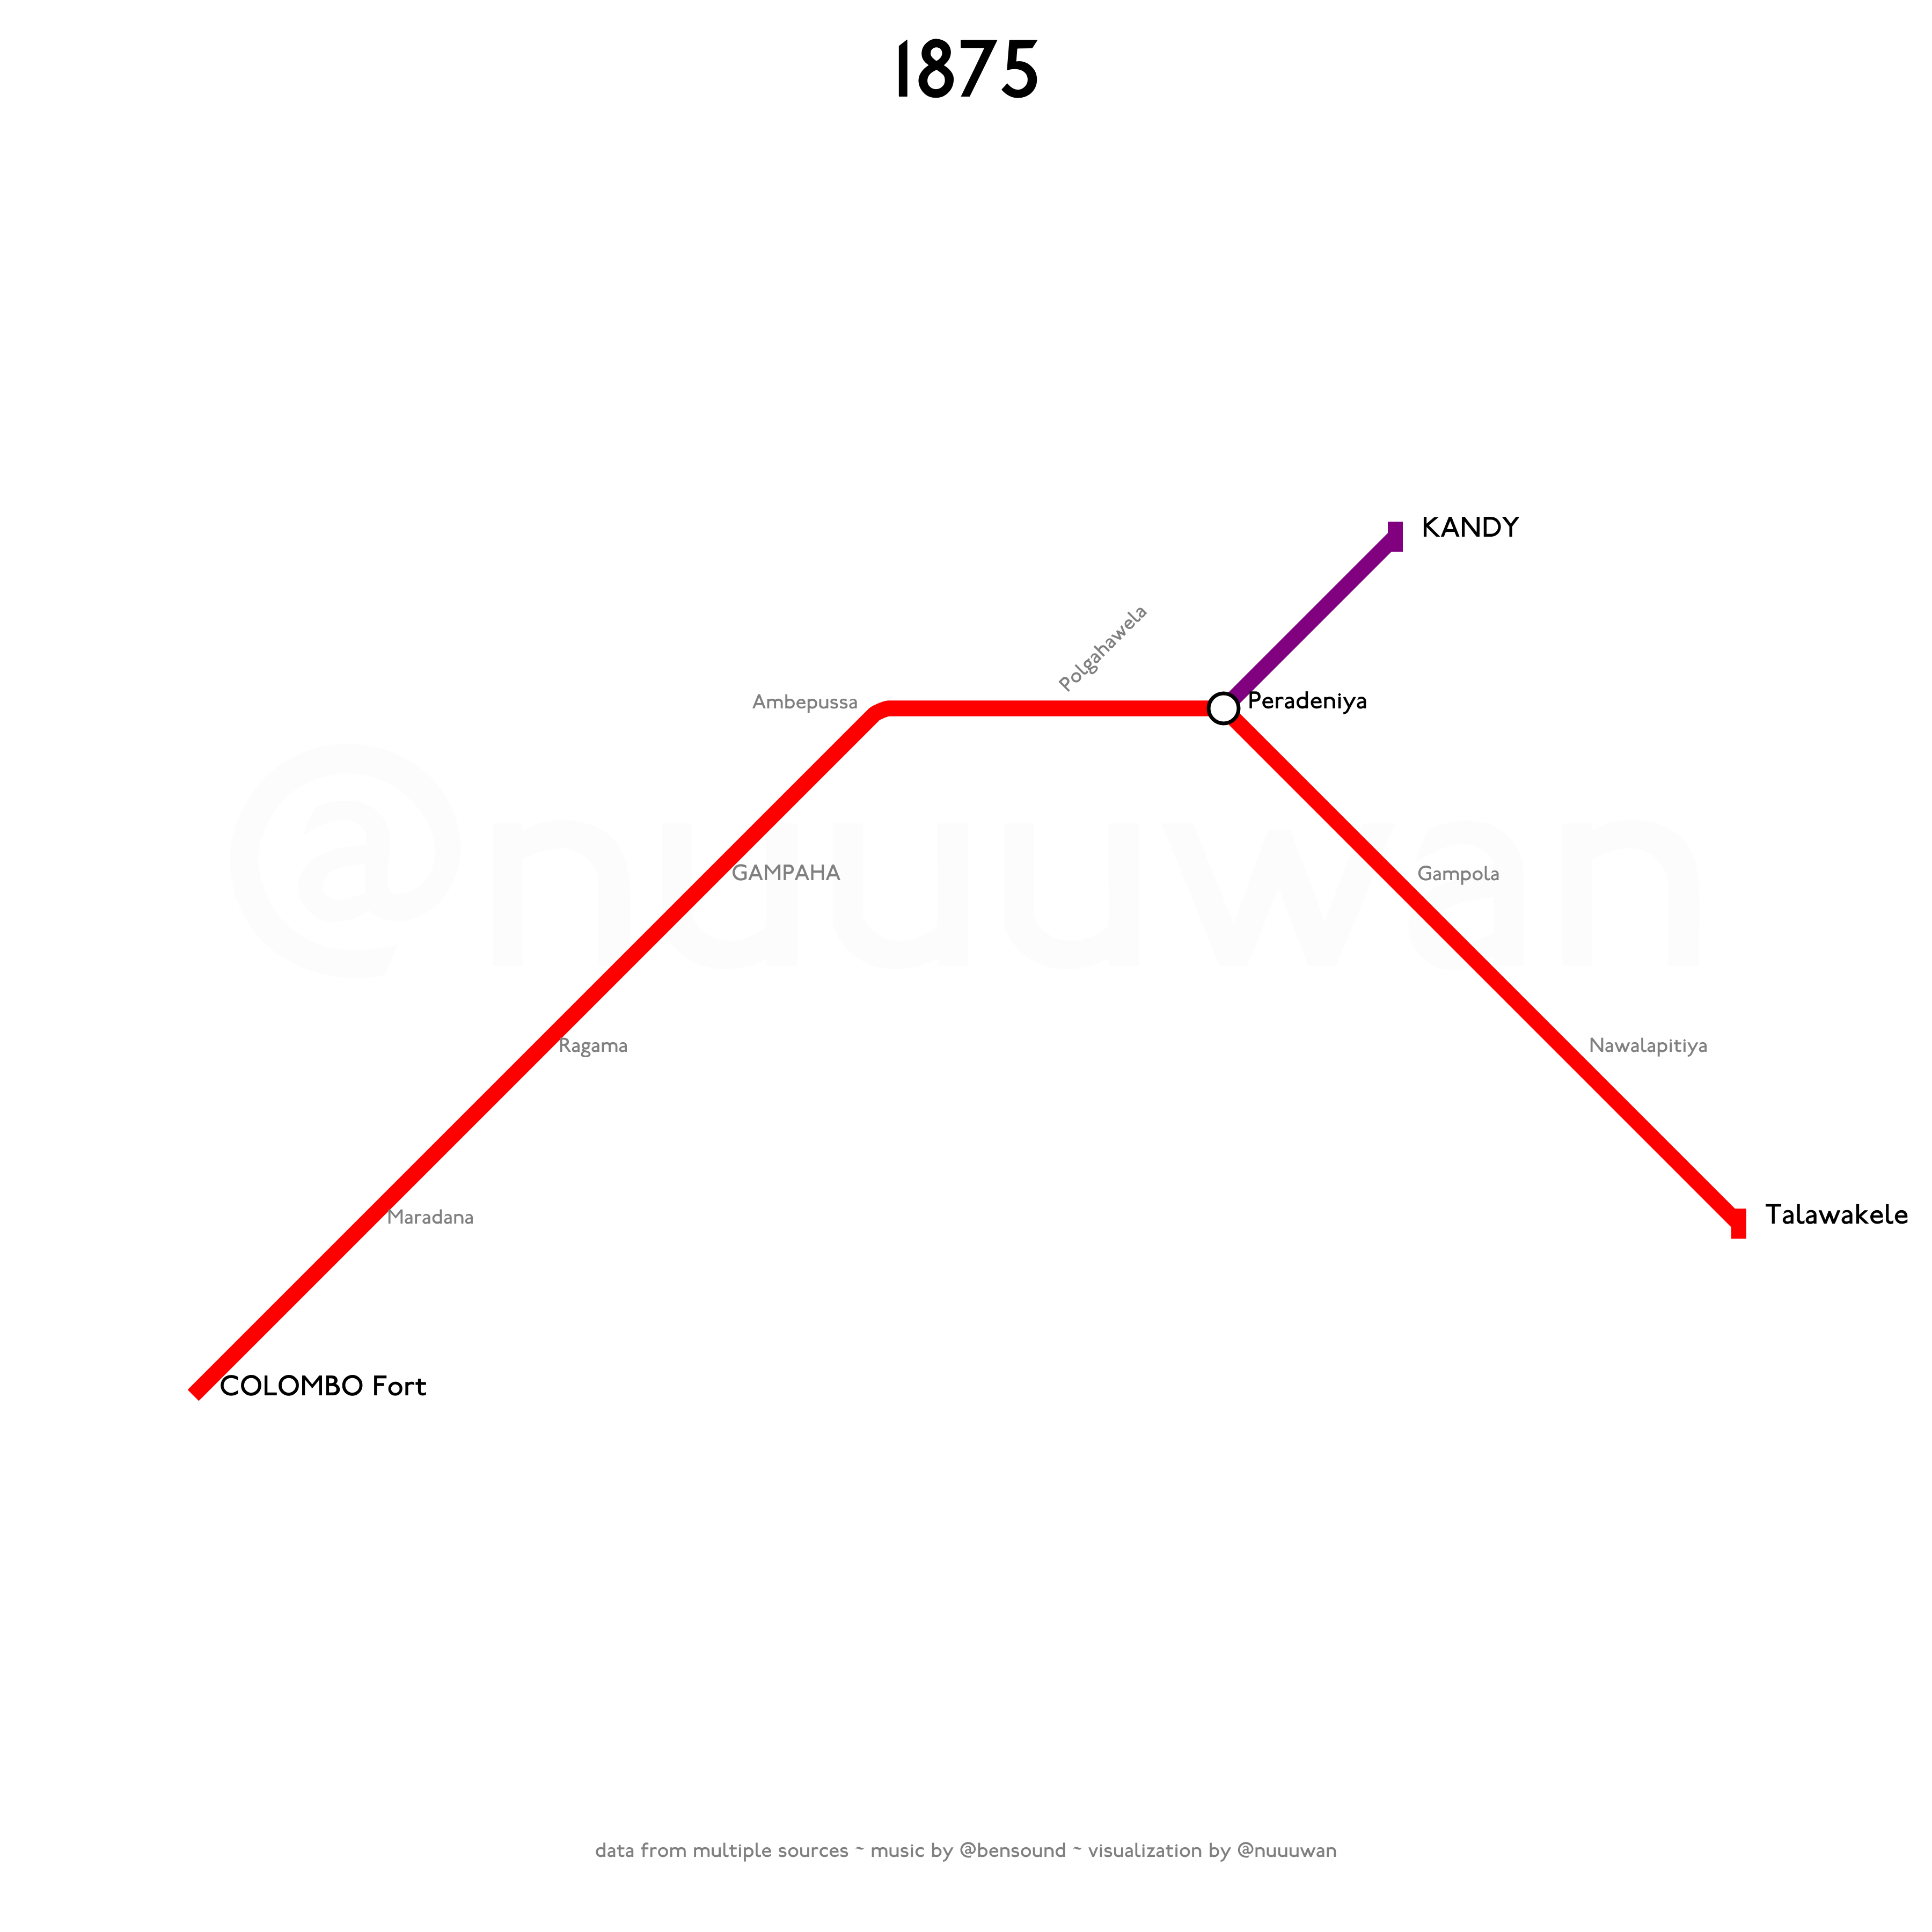 1875
KANDY
Polgahawela
Ambepussa
Peradeniya
@nuuuwan
GAMPAHA
Gampola
Ragama
Nawalapitiya
Maradana
Talawakele
COLOMBO Fort
data from multiple sources ~ music by @bensound ~ visualization by @nuuuwan